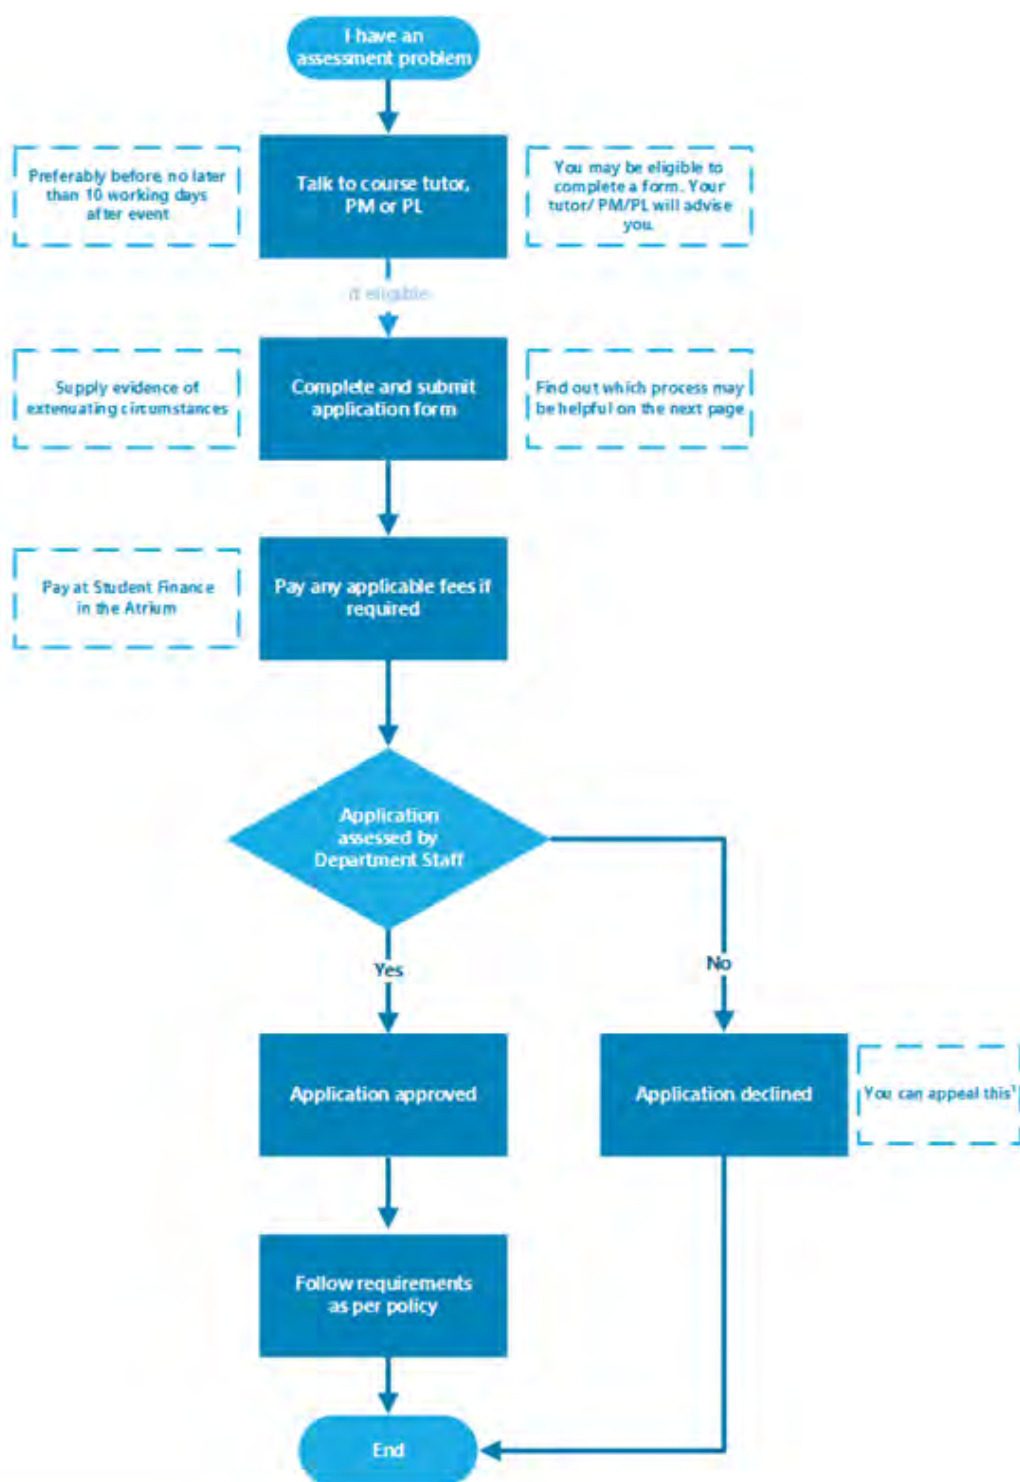 I have an
assessment problem
Preferably before, no later
than 10 working days
after event
Talk to course tutor,
PM or PL
You may be eligible to
complete a form. Your
tutor/ PM/PL will advise
you.
if eligible
Supply evidence of
extenuating circumstances
Complete and submit
application form
Find out which process may
be helpful on the next page
Pay at Student Finance
in the Atrium
Pay any applicable fees if
required
Application
assessed by
Department Staff
Yes
No
Application approved
Application declined
You can appeal this¹
Follow requirements
as per policy
End